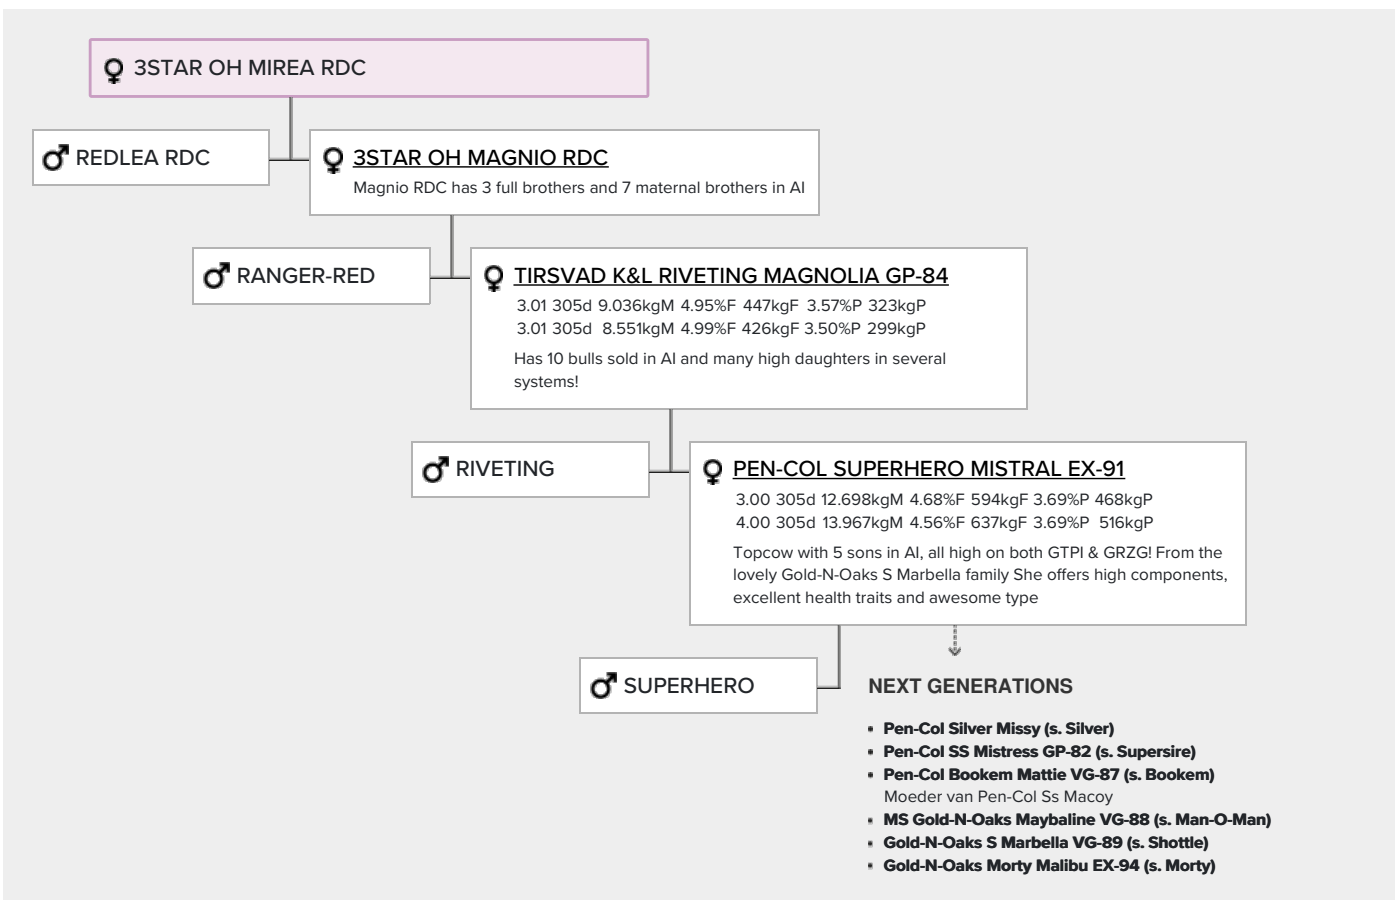 3STAR OH MIREA RDC
REDLEA RDC
3STAR OH MAGNIO RDC
Magnio RDC has 3 full brothers and 7 maternal brothers in AI
RANGER-RED
TIRSVAD K&L RIVETING MAGNOLIA GP-84
3.01 305d 9.036kgM 4.95%F 447kgF 3.57%P 323kgP
3.01 305d 8.551kgM 4.99%F 426kgF 3.50%P 299kgP
Has 10 bulls sold in AI and many high daughters in several
systems!
RIVETING
PEN-COL SUPERHERO MISTRAL EX-91
3.00 305d 12.698kgM 4.68%F 594kgF 3.69%P 468kgP
4.00 305d 13.967kgM 4.56%F 637kgF 3.69%P 516kgP
Topcow with 5 sons in AI, all high on both GTPI & GRZG! From the
lovely Gold-N-Oaks S Marbella family She offers high components,
excellent health traits and awesome type
SUPERHERO
NEXT GENERATIONS
• Pen-Col Silver Missy (s. Silver)
• Pen-Col SS Mistress GP-82 (s. Supersire)
• Pen-Col Bookem Mattie VG-87 (s. Bookem)
Moeder van Pen-Col Ss Macoy
• MS Gold-N-Oaks Maybaline VG-88 (s. Man-O-Man)
• Gold-N-Oaks S Marbella VG-89 (s. Shottle)
• Gold-N-Oaks Morty Malibu EX-94 (s. Morty)